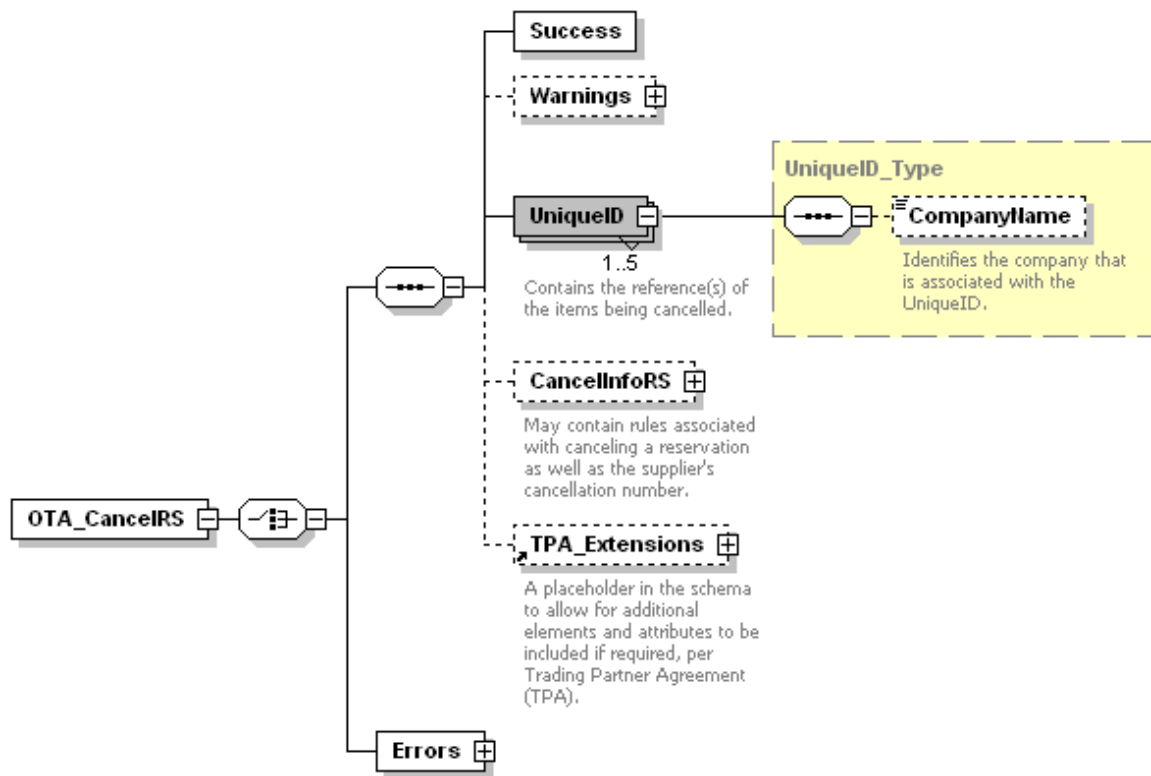 Success
Warnings
UniqueID_Type
UniqueID
CompanyName
1..5
Identifies the company that
is associated with the
UniqueID.
Contains the reference(s) of
the items being cancelled.
CancelInfoRS
May contain rules associated
with canceling a reservation
as well as the supplier's
cancellation number.
OTA_CancelRS
TPA_Extensions
A placeholder in the schema
to allow for additional
elements and attributes to be
included if required, per
Trading Partner Agreement
(TPA).
Errors